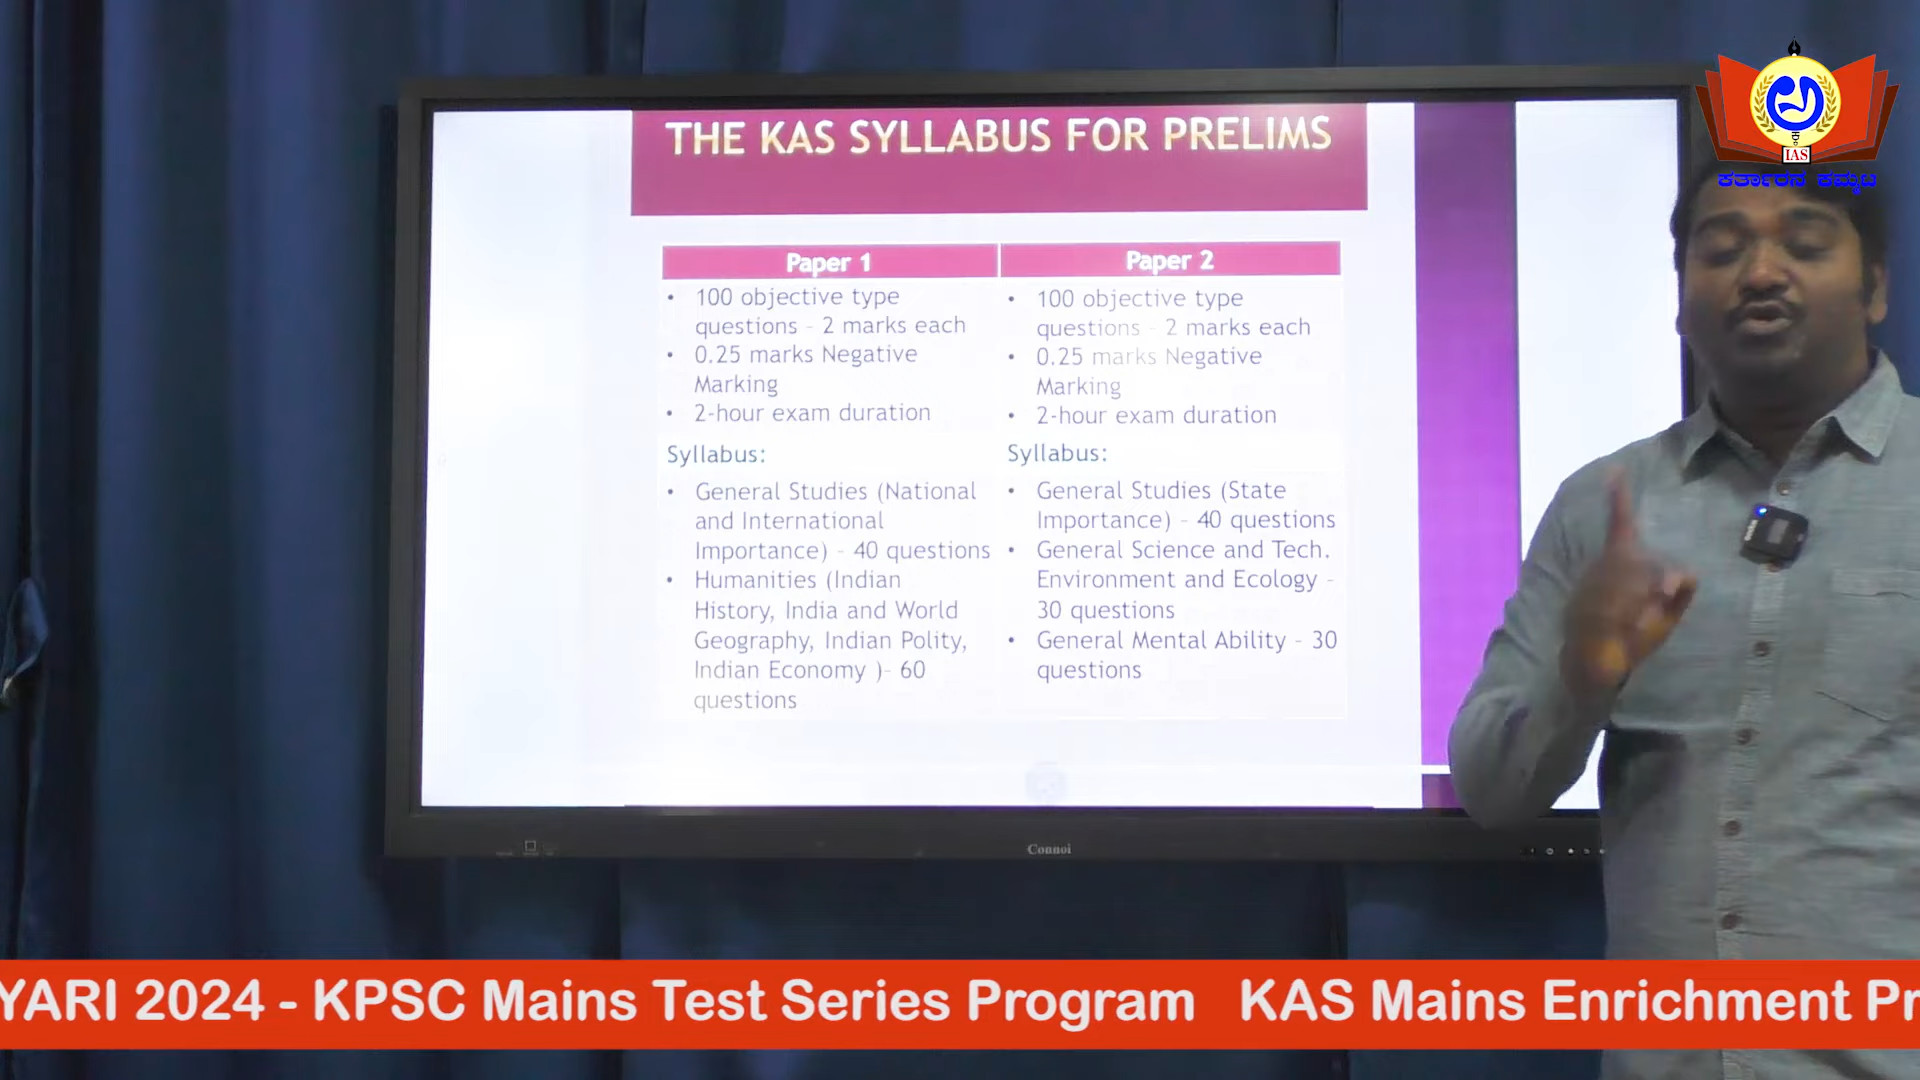 THE KAS SYLLABUS FOR PRELIMS
Paper 1
• 100 objective type
questions - 2 marks each
• 0.25 marks Negative
Marking
• 2-hour exam duration
Syllabus:
• General Studies (National
and International
Importance) - 40 questions
• Humanities (Indian
History, India and World
Geography, Indian Polity,
Indian Economy )- 60
questions
Paper 2
• 100 objective type
questions - 2 marks each
• 0.25 marks Negative
Marking
• 2-hour exam duration
Syllabus:
• General Studies (State
Importance) - 40 questions
• General Science and Tech.
Environment and Ecology -
30 questions
• General Mental Ability - 30
questions
Connoi
IAS
ಕರ್ತಾರನ ಕಮ್ಮಟ
YARI 2024 - KPSC Mains Test Series Program KAS Mains Enrichment Pr